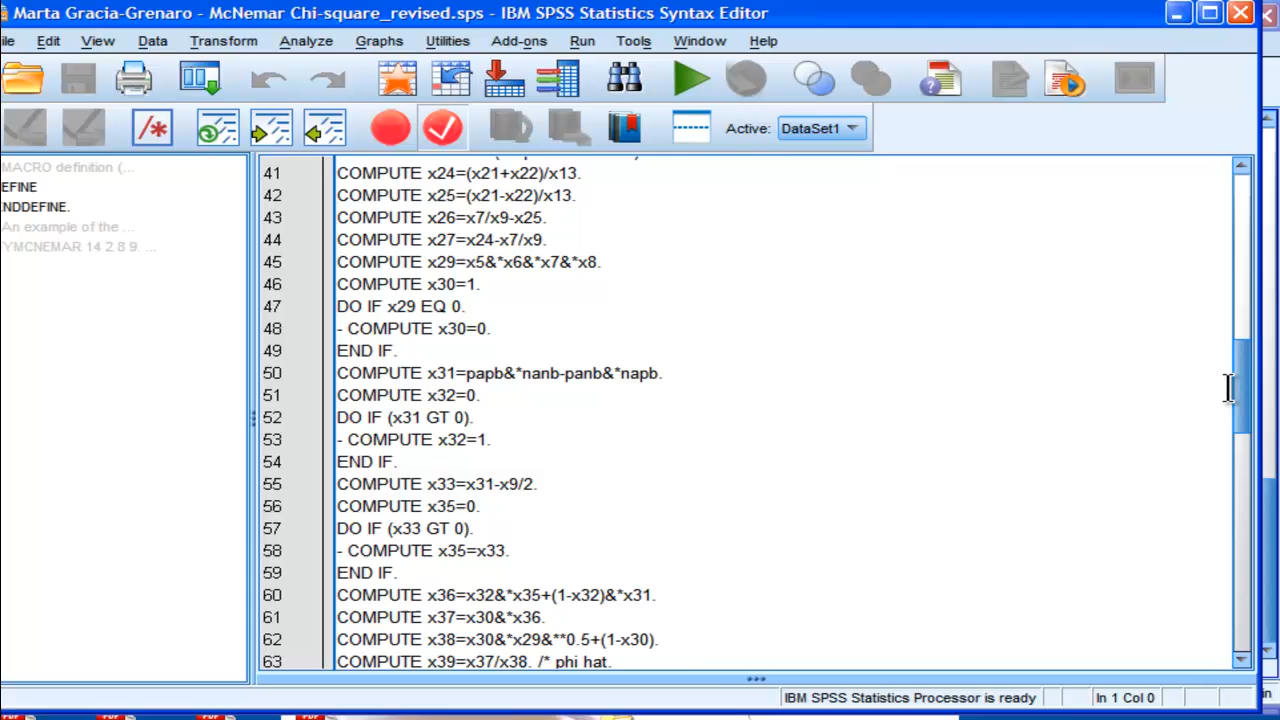 Marta Gracia-Grenaro - McNemar Chi-square_revised.sps - IBM SPSS Statistics Syntax Editor
ile Edit View Data Transform Analyze Graphs Utilities Add-ons Run Tools Window Help
Active: DataSet1
MACRO definition (...
EFINE
NDDEFINE.
An example of the ...
YMCNEMAR 14 2 8 9. ...
41 COMPUTE x24=(x21+x22)/x13.
42 COMPUTE x25=(x21-x22)/x13.
43 COMPUTE x26=x7/x9-x25.
44 COMPUTE x27=x24-x7/x9.
45 COMPUTE x29=x5&*x6&*x7&*x8.
46 COMPUTE x30=1.
47 DO IF x29 EQ 0.
48 - COMPUTE x30=0.
49 END IF.
50 COMPUTE x31=papb&*nanb-panb&*napb.
51 COMPUTE x32=0.
52 DO IF (x31 GT 0).
53 - COMPUTE x32=1.
54 END IF.
55 COMPUTE x33=x31-x9/2.
56 COMPUTE x35=0.
57 DO IF (x33 GT 0).
58 - COMPUTE x35=x33.
59 END IF.
60 COMPUTE x36=x32&*x35+(1-x32)&*x31.
61 COMPUTE x37=x30&*x36.
62 COMPUTE x38=x30&*x29&**0.5+(1-x30).
63 COMPUTE x39=x37/x38. /* phi hat.
IBM SPSS Statistics Processor is ready In 1 Col 0